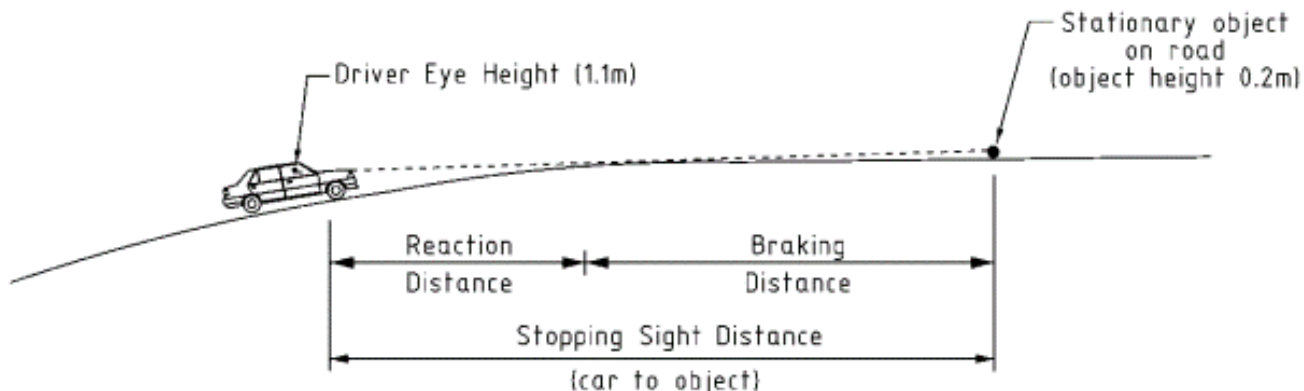 Stationary object
on road
(object height 0.2m)
Driver Eye Height (1.1m)
Reaction
Distance
Braking
Distance
Stopping Sight Distance
(car to object)